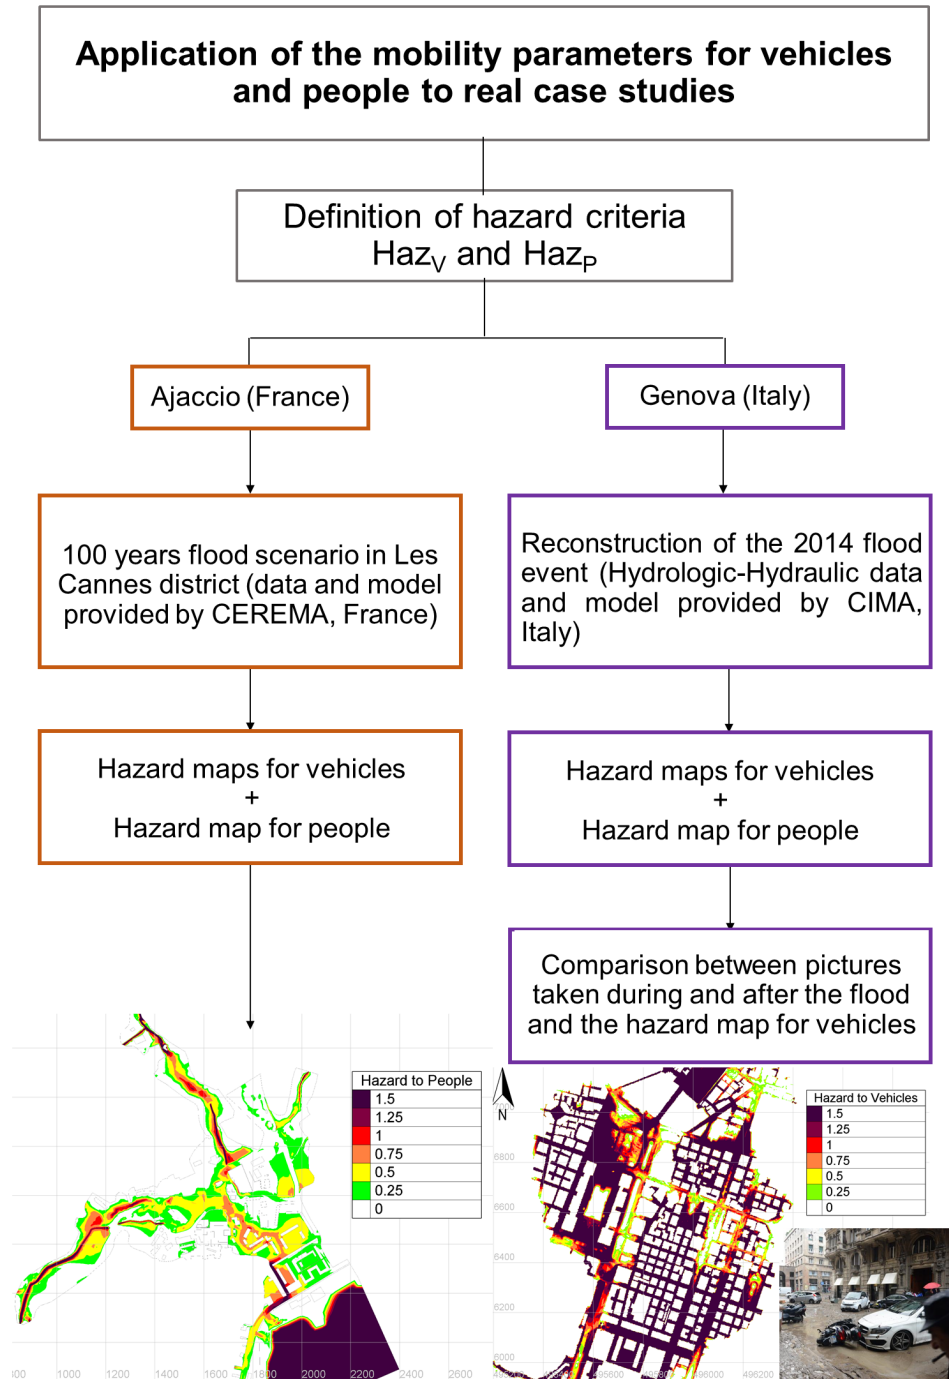 Application of the mobility parameters for vehicles
and people to real case studies
Definition of hazard criteria
Haz_V and Haz_P
Ajaccio (France)
Genova (Italy)
100 years flood scenario in Les
Cannes district (data and model
provided by CEREMA, France)
Reconstruction of the 2014 flood
event (Hydrologic-Hydraulic data
and model provided by CIMA,
Italy)
Hazard maps for vehicles
+
Hazard map for people
Hazard maps for vehicles
+
Hazard map for people
Comparison between pictures
taken during and after the flood
and the hazard map for vehicles
Hazard to People
1.5
1.25
1
0.75
0.5
0.25
0
1000
1200
1400
1600
1800
2000
2200
2400
2600
N
Hazard to Vehicles
1.5
1.25
1
0.75
0.5
0.25
0
6800
6600
6400
6200
6000
495600
496000
496200